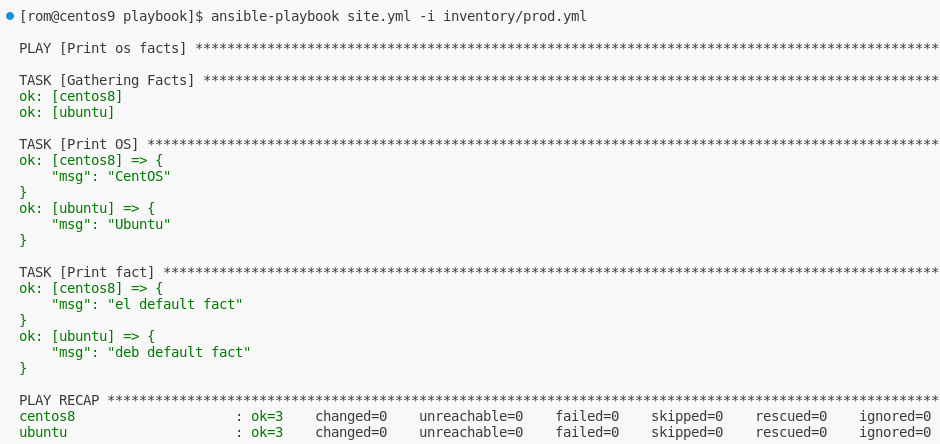 [rom@centos9 playbook]$ ansible-playbook site.yml -i inventory/prod.yml
PLAY [Print os facts] *********************************************************************************************
TASK [Gathering Facts] ********************************************************************************************
ok: [centos8]
ok: [ubuntu]
TASK [Print OS] ***************************************************************************************************
ok: [centos8] => {
    "msg": "CentOS"
}
ok: [ubuntu] => {
    "msg": "Ubuntu"
}
TASK [Print fact] *************************************************************************************************
ok: [centos8] => {
    "msg": "el default fact"
}
ok: [ubuntu] => {
    "msg": "deb default fact"
}
PLAY RECAP ********************************************************************************************************
centos8                    : ok=3    changed=0    unreachable=0    failed=0    skipped=0    rescued=0    ignored=0
ubuntu                     : ok=3    changed=0    unreachable=0    failed=0    skipped=0    rescued=0    ignored=0